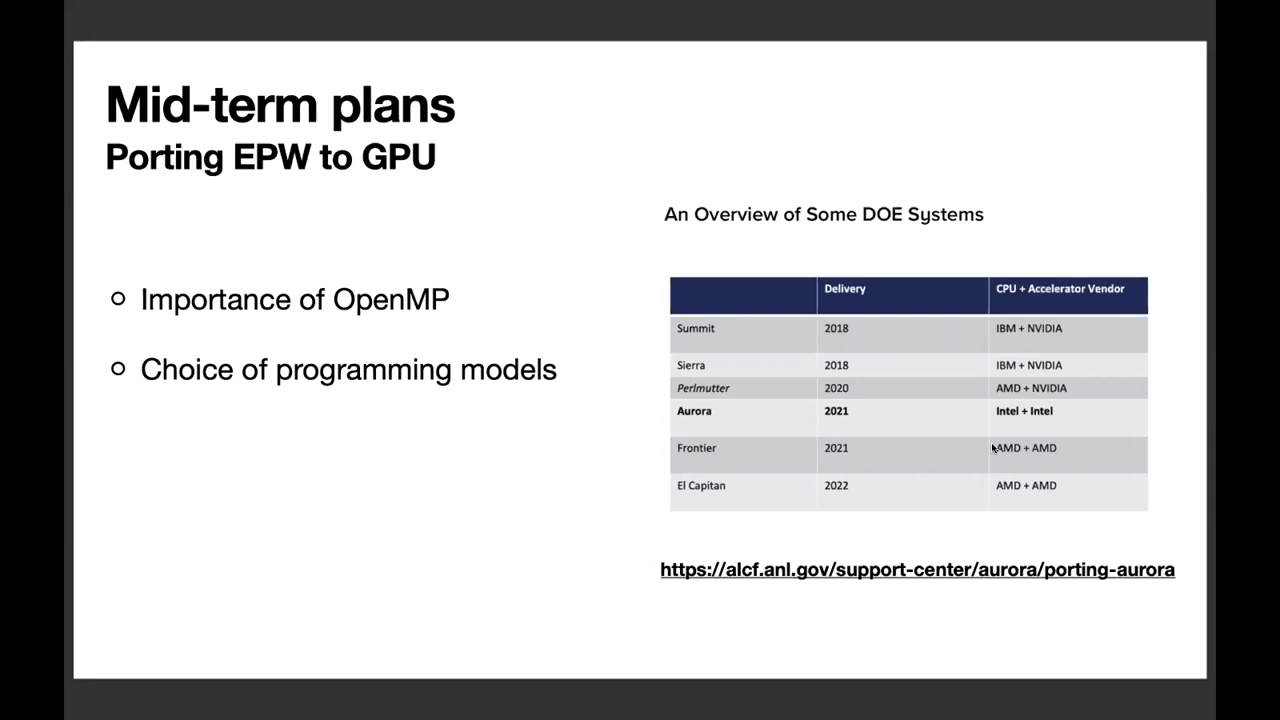 Mid-term plans
Porting EPW to GPU
Importance of OpenMP
Choice of programming models
An Overview of Some DOE Systems
Delivery CPU + Accelerator Vendor
Summit 2018 IBM + NVIDIA
Sierra 2018 IBM + NVIDIA
Perlmutter 2020 AMD + NVIDIA
Aurora 2021 Intel + Intel
Frontier 2021 AMD + AMD
El Capitan 2022 AMD + AMD
https://alcf.anl.gov/support-center/aurora/porting-aurora